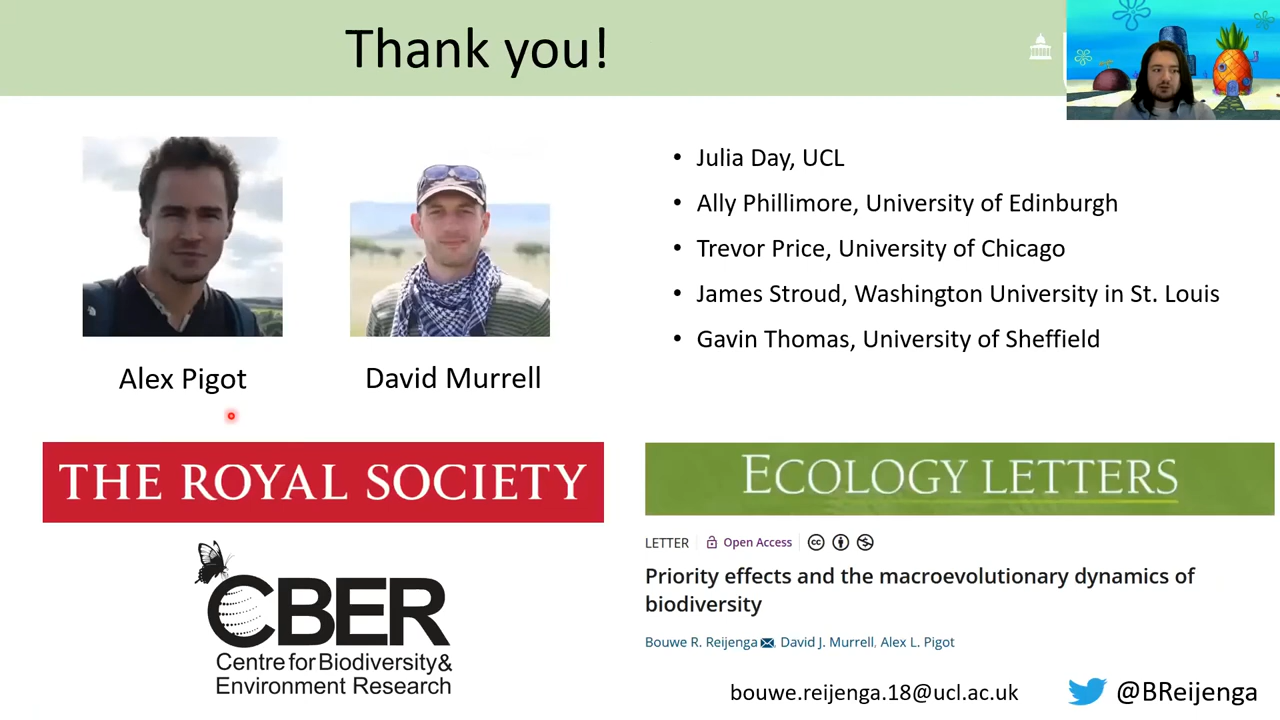 Thank you!
Alex Pigot
David Murrell
• Julia Day, UCL
• Ally Phillimore, University of Edinburgh
• Trevor Price, University of Chicago
• James Stroud, Washington University in St. Louis
• Gavin Thomas, University of Sheffield
THE ROYAL SOCIETY
CBER
Centre for Biodiversity&
Environment Research
ECOLOGY LETTERS
LETTER Open Access
Priority effects and the macroevolutionary dynamics of
biodiversity
Bouwe R. Reijenga, David J. Murrell, Alex L. Pigot
bouwe.reijenga.18@ucl.ac.uk @BReijenga